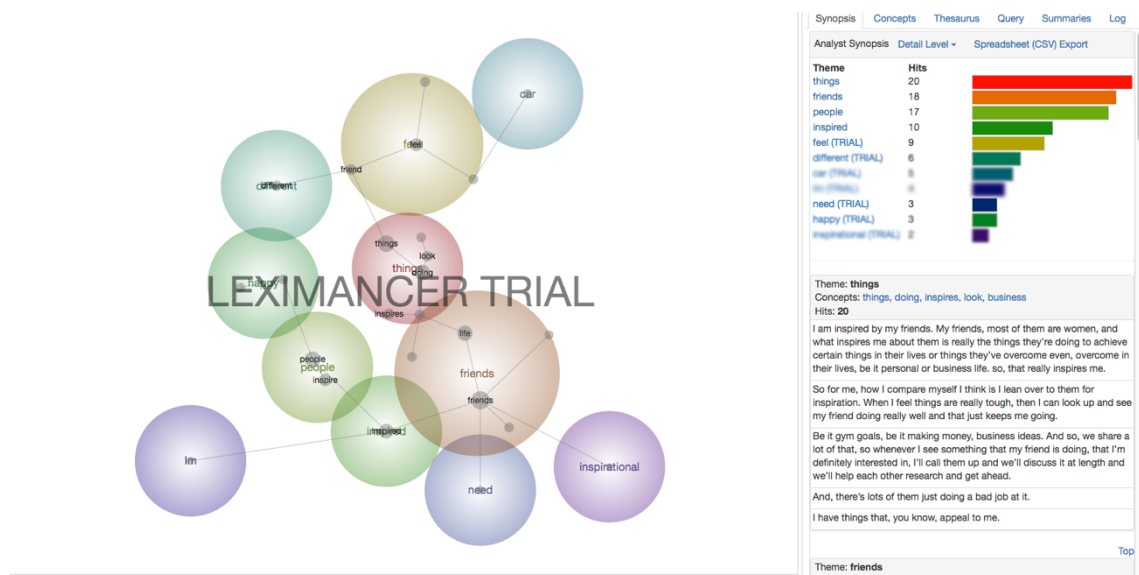 Synopsis Concepts Thesaurus Query Summaries Log
Analyst Synopsis Detail Level Spreadsheet (CSV) Export
Theme Hits
things 20
friends 18
people 17
inspired 10
feel (TRIAL) 9
different (TRIAL) 6
car (TRIAL) 5
Im (TRIAL) 4
need (TRIAL) 3
happy (TRIAL) 3
inspirational (TRIAL) 2
car
feel
feel
friend
different
different
things
look
things
doing
happy
LEXIMANCER TRIAL
inspires
life
people
people
inspire
friends
friends
inspired
Inspired
Im
need
inspirational
Theme: things
Concepts: things, doing, inspires, look, business
Hits: 20
I am inspired by my friends. My friends, most of them are women, and
what inspires me about them is really the things they're doing to achieve
certain things in their lives or things they've overcome even, overcome in
their lives, be it personal or business life. so, that really inspires me.
So for me, how I compare myself I think is I lean over to them for
inspiration. When I feel things are really tough, then I can look up and see
my friend doing really well and that just keeps me going.
Be it gym goals, be it making money, business ideas. And so, we share a
lot of that, so whenever I see something that my friend is doing, that I'm
definitely interested in, I'll call them up and we'll discuss it at length and
we'll help each other research and get ahead.
And, there's lots of them just doing a bad job at it.
I have things that, you know, appeal to me.
Top
Theme: friends